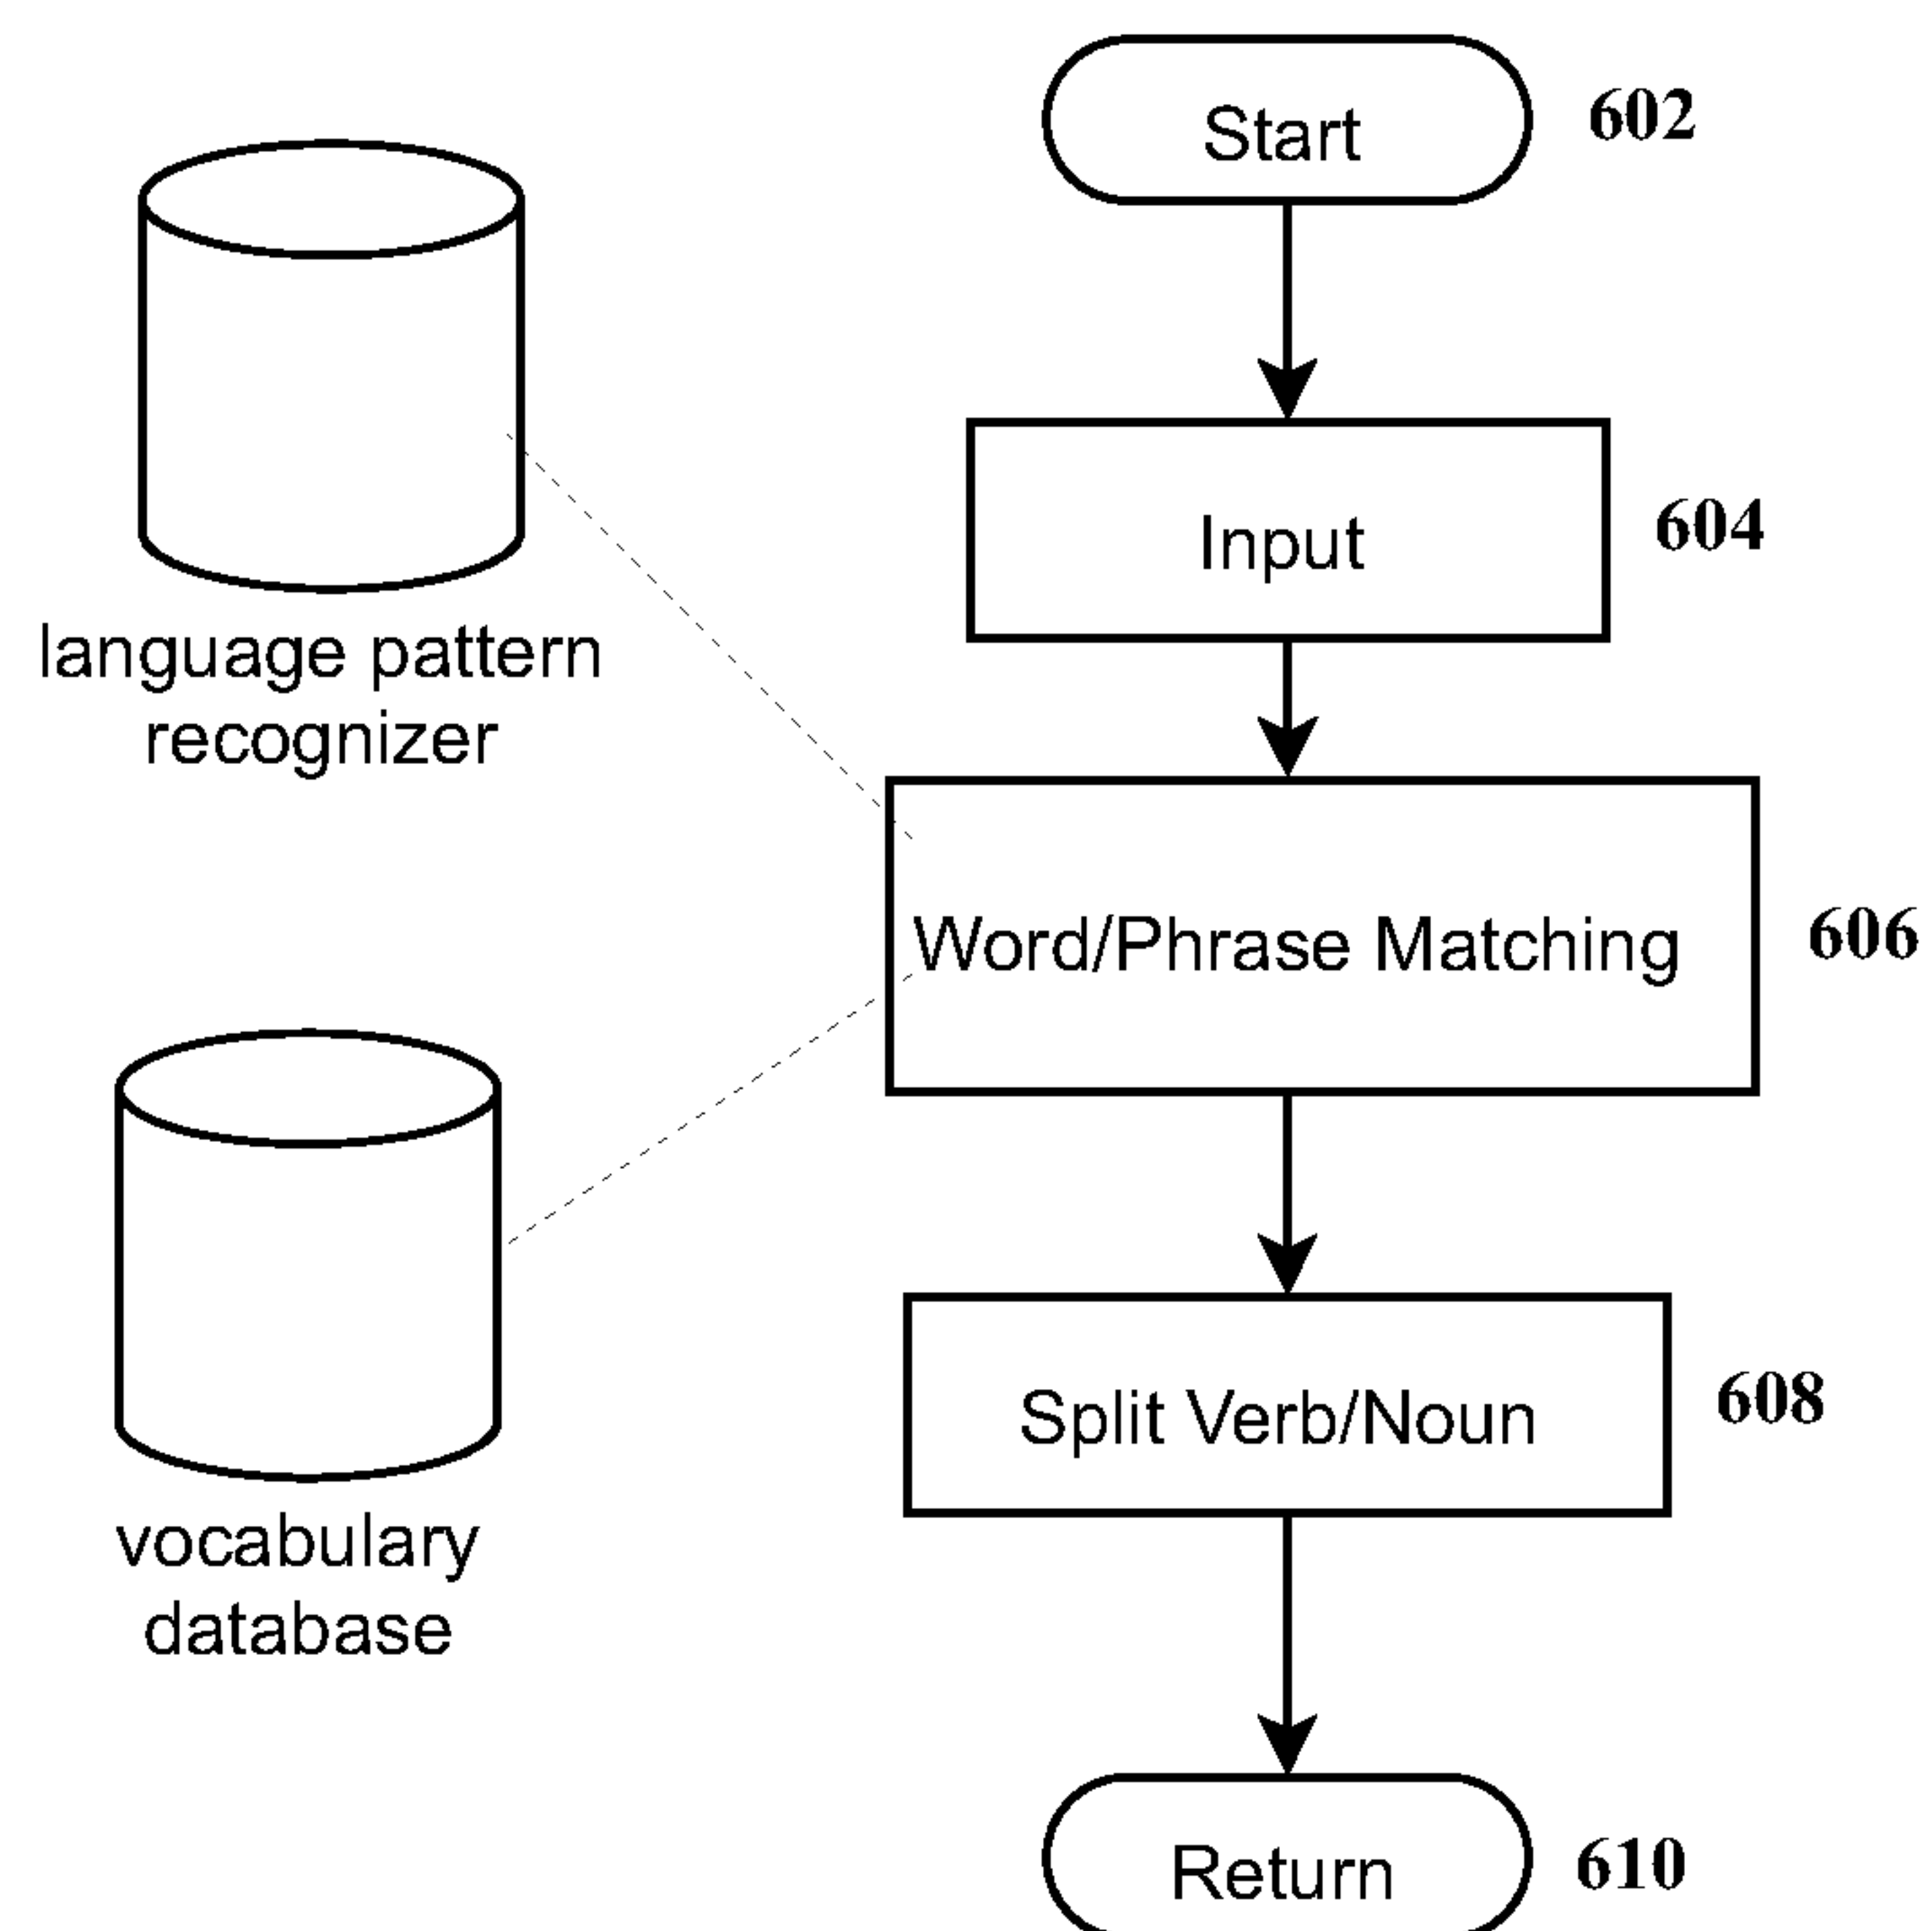 Start
602
Input
604
language pattern
recognizer
Word/Phrase Matching
606
Split Verb/Noun
608
vocabulary
database
Return
610